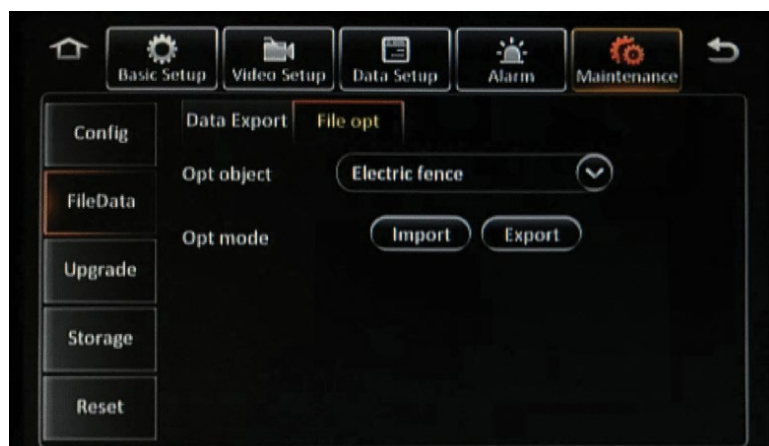 Basic Setup Video Setup Data Setup Alarm Maintenance
Config
Data Export File opt
Opt object Electric fence
FileData
Opt mode Import Export
Upgrade
Storage
Reset